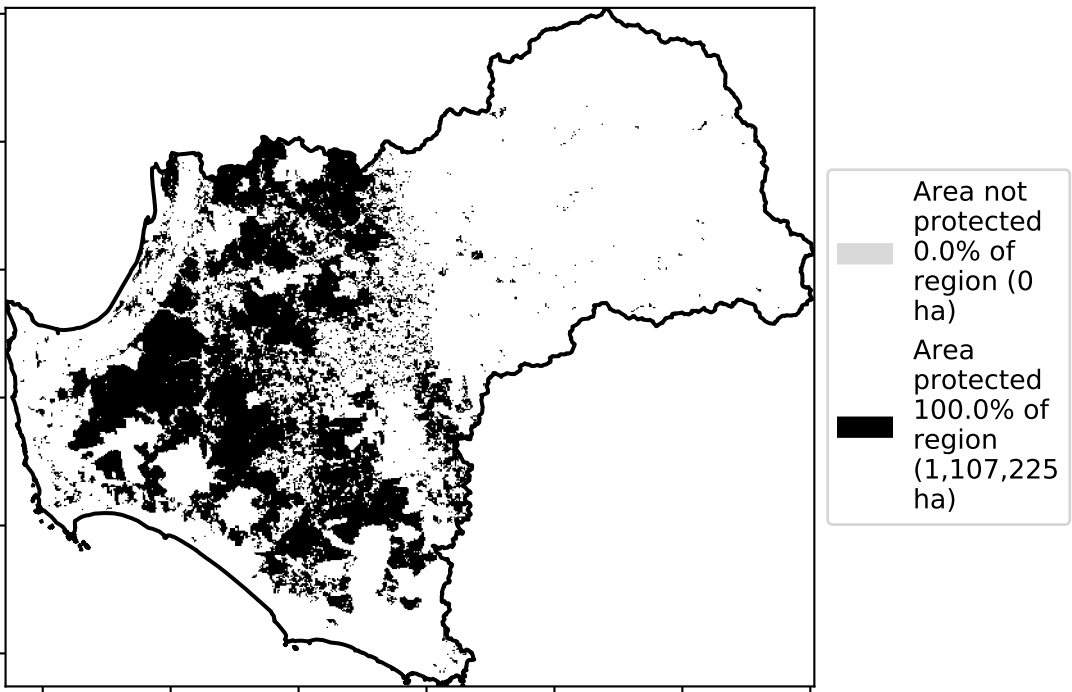 Area not
protected
0.0% of
region (0
ha)
Area
protected
100.0% of
region
(1,107,225
ha)